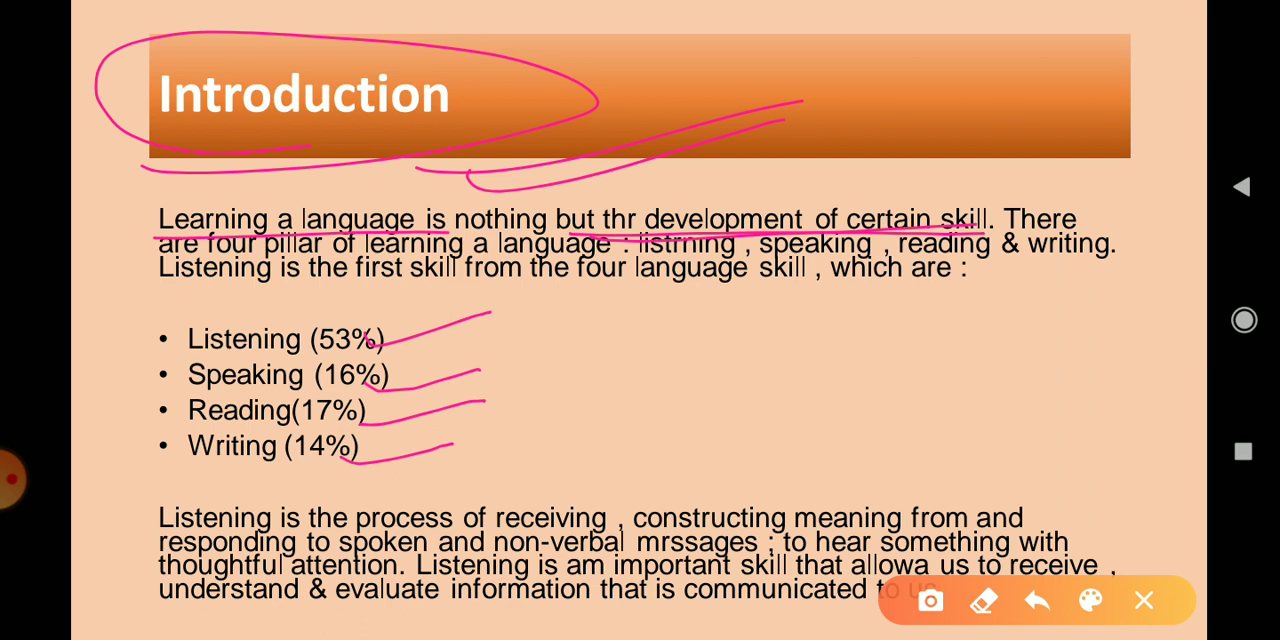 Introduction
Learning a language is nothing but thr development of certain skill. There
are four pillar of learning a language : listrning , speaking , reading & writing.
Listening is the first skill from the four language skill , which are :
• Listening (53%)
• Speaking (16%)
• Reading(17%)
• Writing (14%)
Listening is the process of receiving , constructing meaning from and
responding to spoken and non-verbal mrssages ; to hear something with
thoughtful attention. Listening is am important skill that allowa us to receive ,
understand & evaluate information that is communicated to us